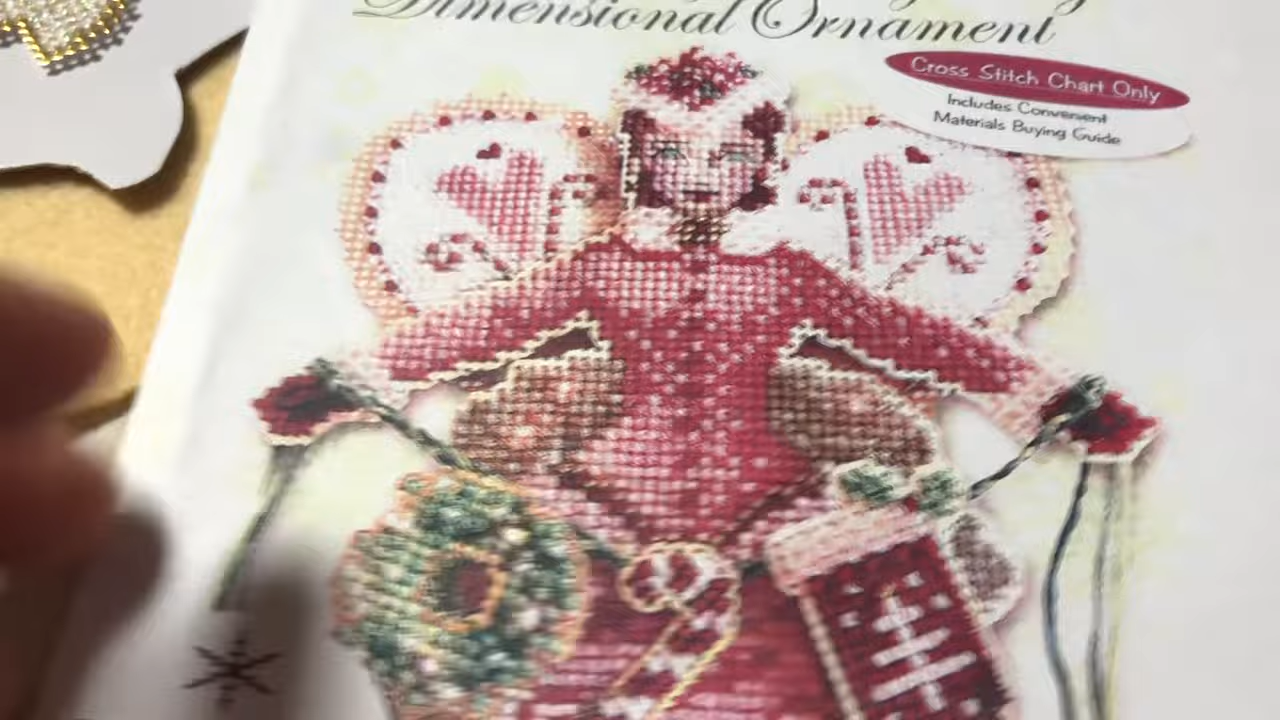 Dimensional Ornament
Cross Stitch Chart Only
Includes Convenient
Materials Buying Guide